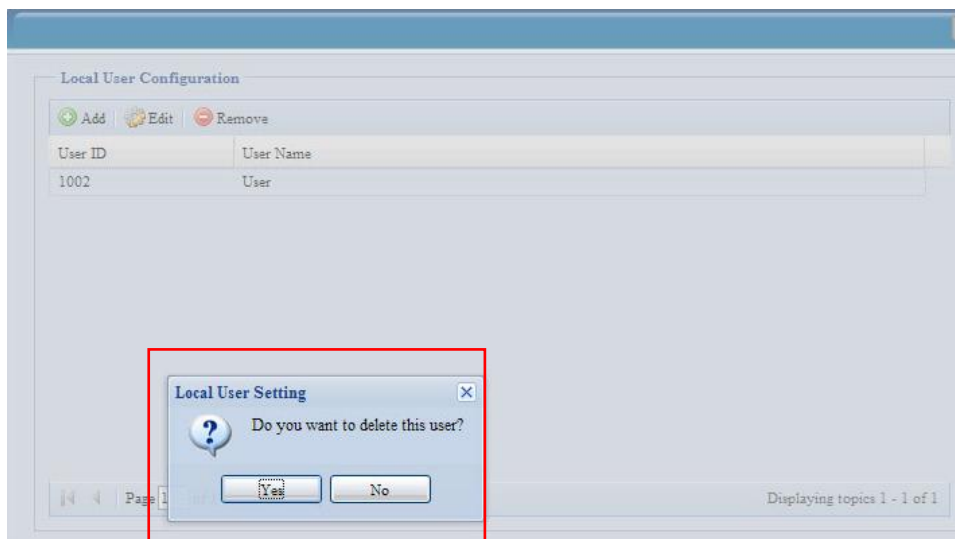 Local User Configuration
Add Edit Remove
User ID User Name
1002 User
Local User Setting
Do you want to delete this user?
Yes No
Page 1
Displaying topics 1 - 1 of 1